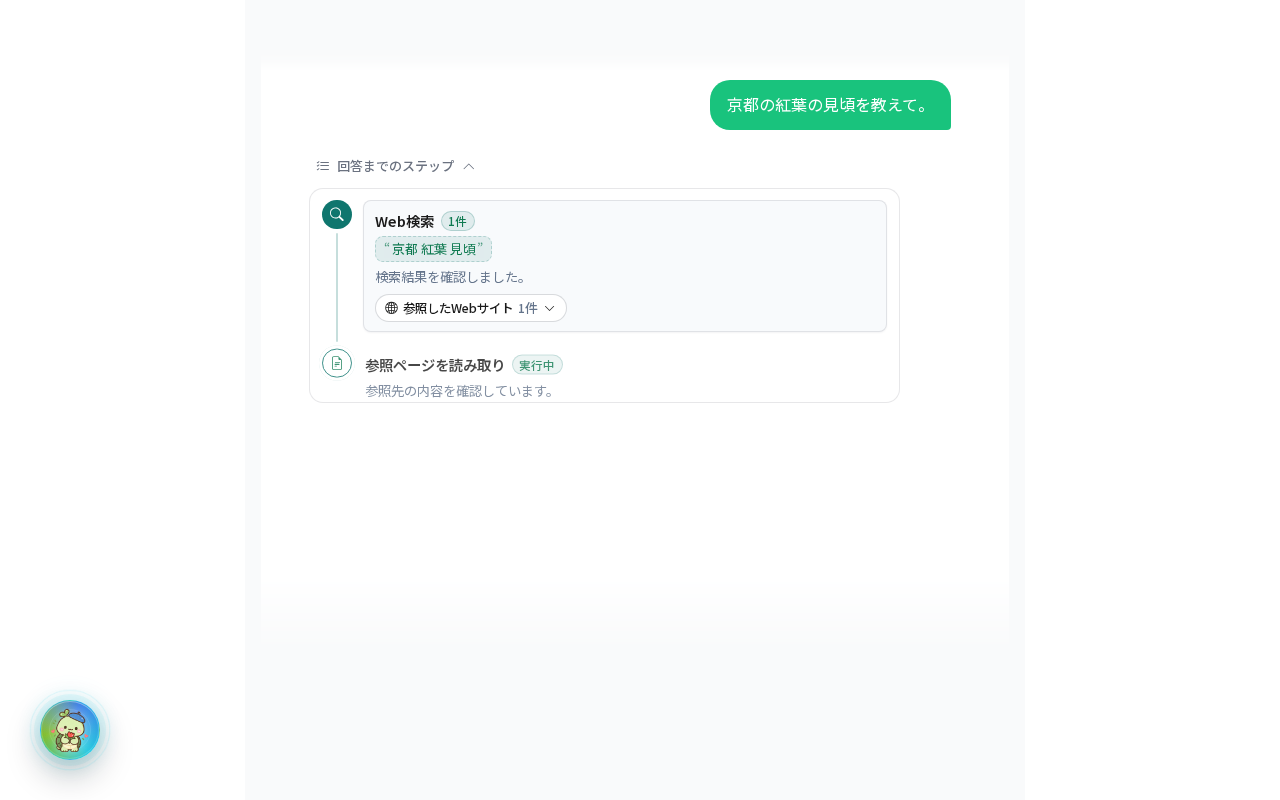 京都の紅葉の見頃を教えて。
回答までのステップ
Web検索 1件
“京都 紅葉 見頃”
検索結果を確認しました。
参照したWebサイト 1件
参照ページを読み取り 実行中
参照先の内容を確認しています。